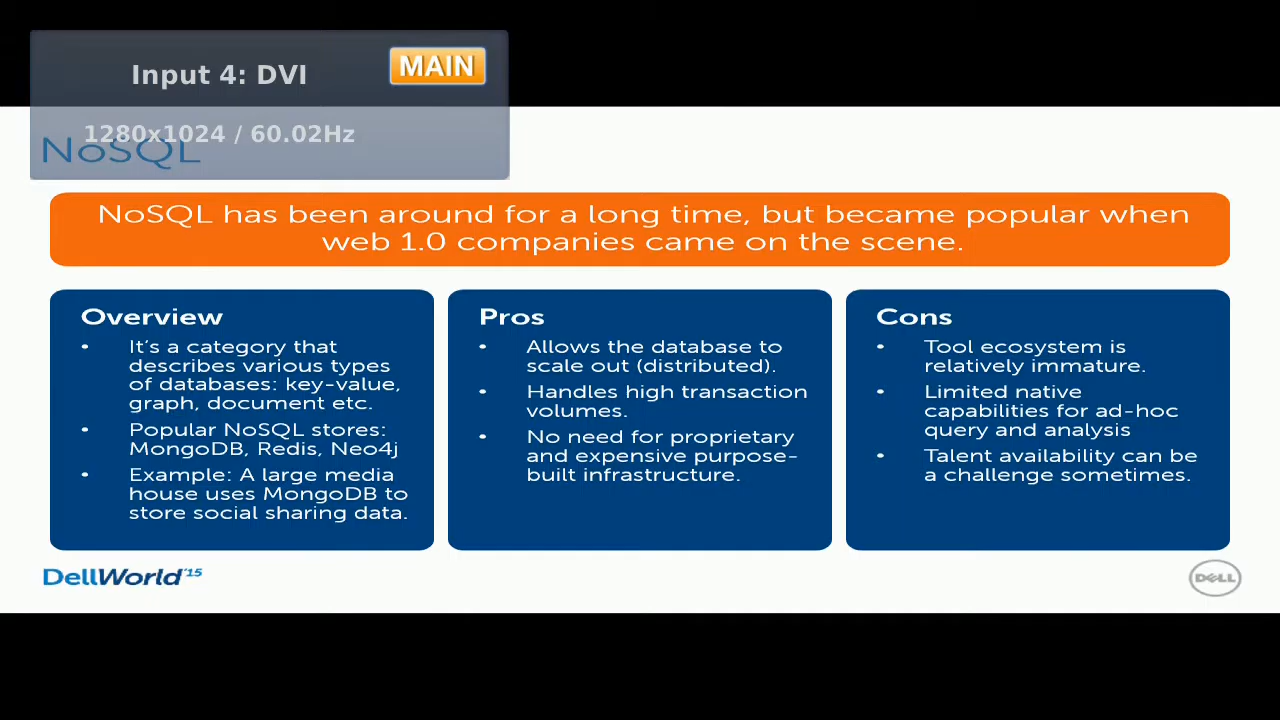 Input 4: DVI
MAIN
1280x1024 / 60.02Hz
NoSQL
NoSQL has been around for a long time, but became popular when
web 1.0 companies came on the scene.
Overview
• It's a category that
describes various types
of databases: key-value,
graph, document etc.
• Popular NoSQL stores:
MongoDB, Redis, Neo4j
• Example: A large media
house uses MongoDB to
store social sharing data.
Pros
• Allows the database to
scale out (distributed).
• Handles high transaction
volumes.
• No need for proprietary
and expensive purpose-
built infrastructure.
Cons
• Tool ecosystem is
relatively immature.
• Limited native
capabilities for ad-hoc
query and analysis
• Talent availability can be
a challenge sometimes.
DellWorld'15
DELL